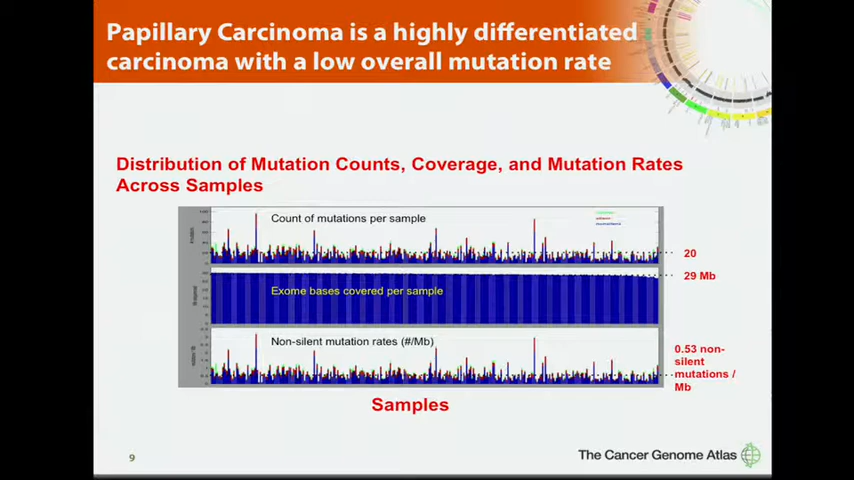 Papillary Carcinoma is a highly differentiated
carcinoma with a low overall mutation rate
Distribution of Mutation Counts, Coverage, and Mutation Rates
Across Samples
Count of mutations per sample
20
29 Mb
Exome bases covered per sample
Non-silent mutation rates (#/Mb)
0.53 non-
silent
mutations /
Mb
Samples
9
The Cancer Genome Atlas